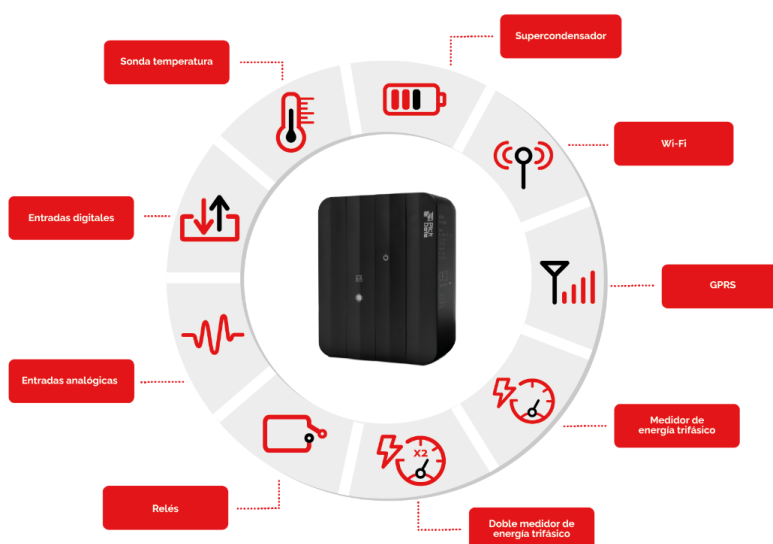 Supercondensador
Sonda temperatura
Wi-Fi
Entradas digitales
GPRS
Entradas analógicas
Medidor de
energía trifásico
X2
Relés
Doble medidor de
energía trifásico